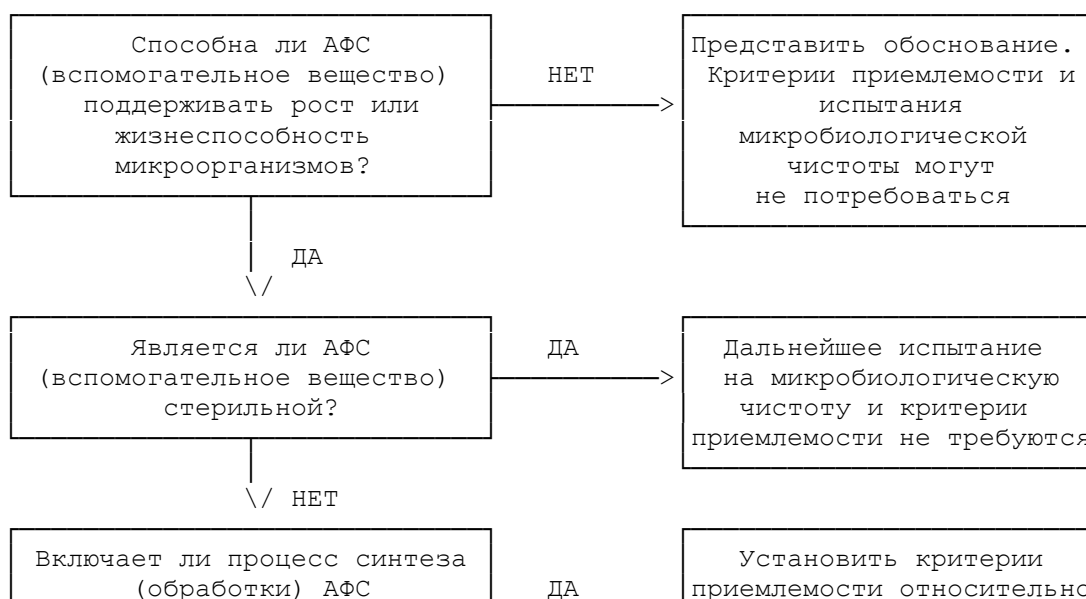 Способна ли АФС
(вспомогательное вещество)
поддерживать рост или
жизнеспособность
микроорганизмов?
НЕТ
Представить обоснование.
Критерии приемлемости и
испытания
микробиологической
чистоты могут
не потребоваться
ДА
Является ли АФС
(вспомогательное вещество)
стерильной?
ДА
Дальнейшее испытание
на микробиологическую
чистоту и критерии
приемлемости не требуются
НЕТ
Включает ли процесс синтеза
(обработки) АФС
ДА
Установить критерии
приемлемости относительно